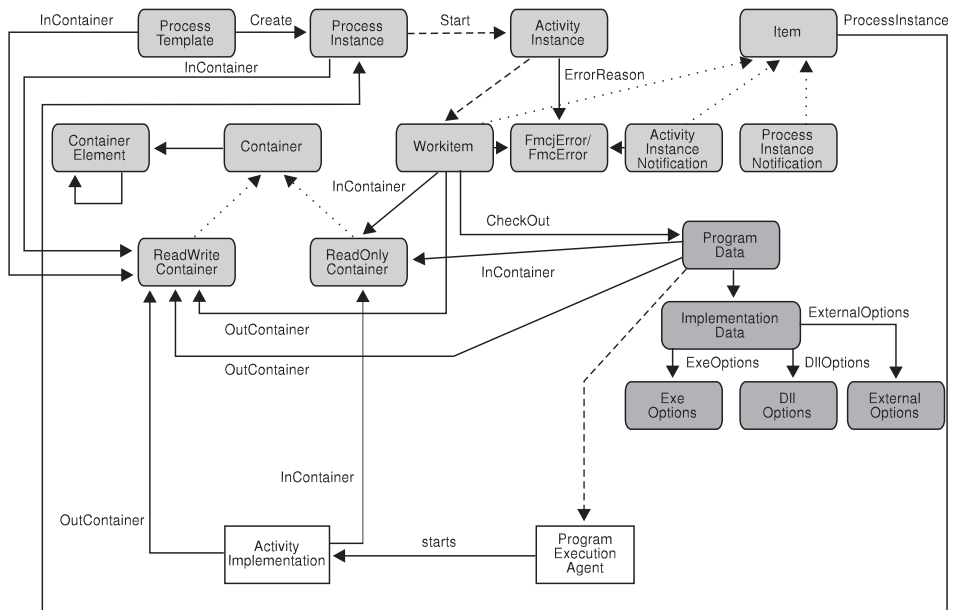 InContainer
Process
Template
Create
Process
Instance
Start
Activity
Instance
Item
ProcessInstance
InContainer
ErrorReason
Container
Element
Container
Workitem
FmcjError/
FmcError
Activity
Instance
Notification
Process
Instance
Notification
InContainer
CheckOut
ReadWrite
Container
ReadOnly
Container
InContainer
Program
Data
OutContainer
OutContainer
Implementation
Data
ExternalOptions
ExeOptions
DllOptions
Exe
Options
Dll
Options
External
Options
InContainer
OutContainer
Activity
Implementation
starts
Program
Execution
Agent